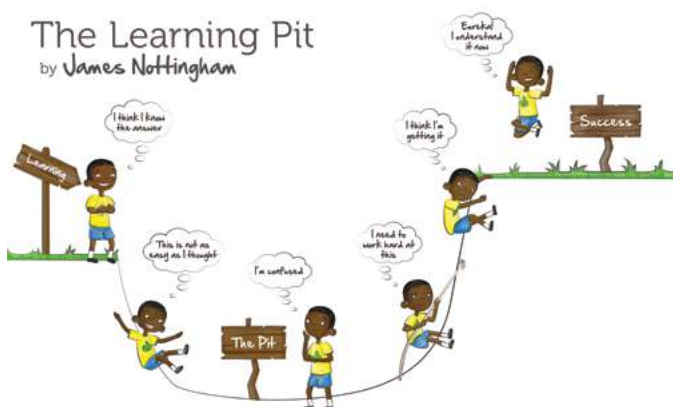 The Learning Pit
by James Nottingham
Eureka!
I understand
it now
I think I know
the answer
I think I'm
getting it
Success
Learning
This is not as
easy as I thought
I'm confused
I need to
work hard at
this
The Pit